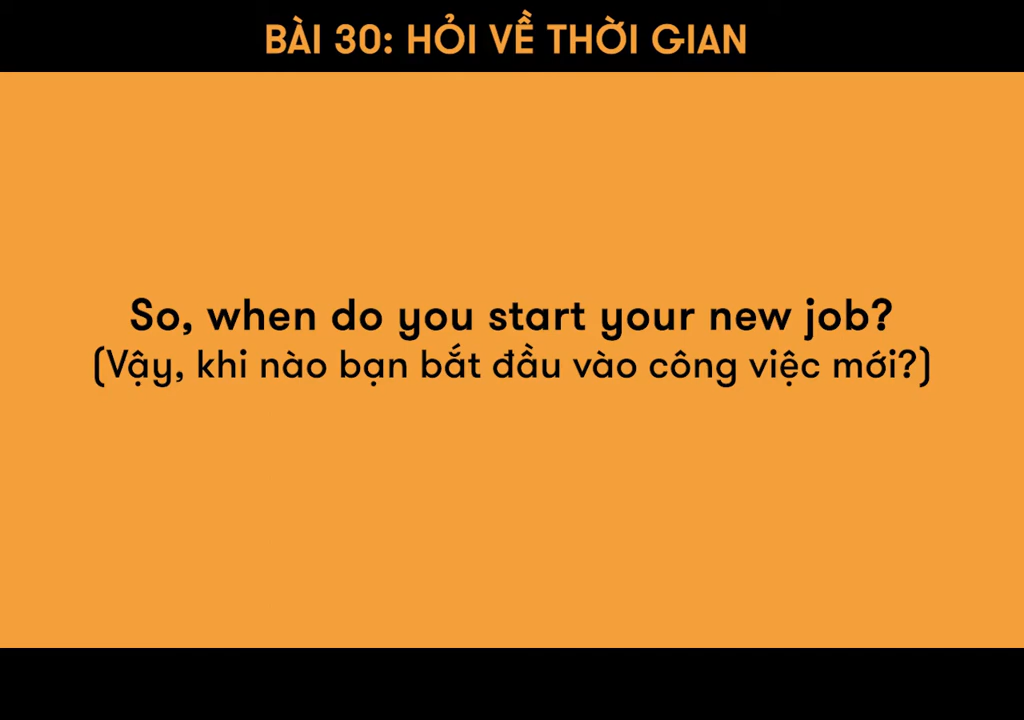 BÀI 30: HỎI VỀ THỜI GIAN
So, when do you start your new job?
(Vậy, khi nào bạn bắt đầu vào công việc mới?)